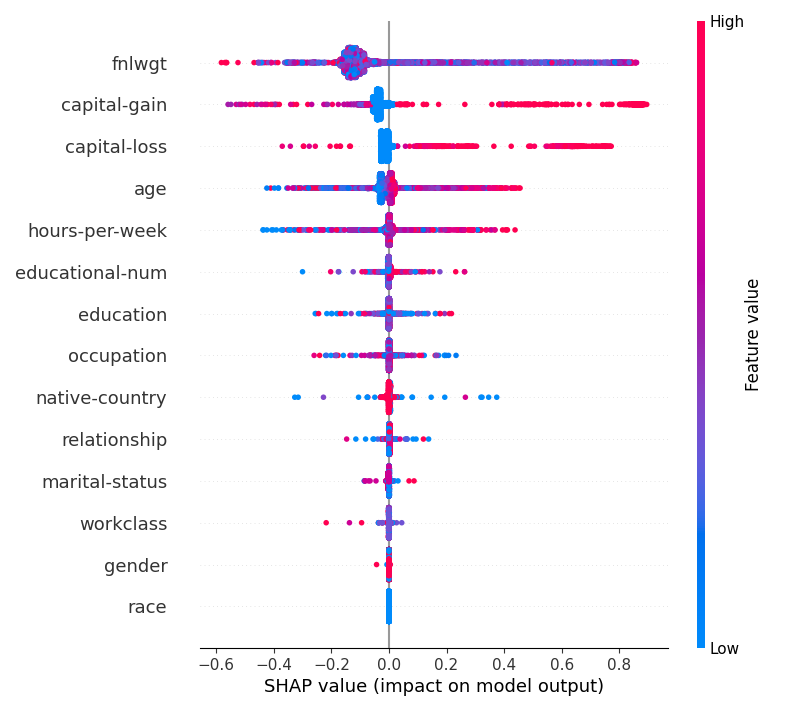 High
fnlwgt
capital-gain
capital-loss
age
hours-per-week
educational-num
education
occupation
native-country
relationship
marital-status
workclass
gender
race
Feature value
Low
−0.6 −0.4 −0.2 0.0 0.2 0.4 0.6 0.8
SHAP value (impact on model output)